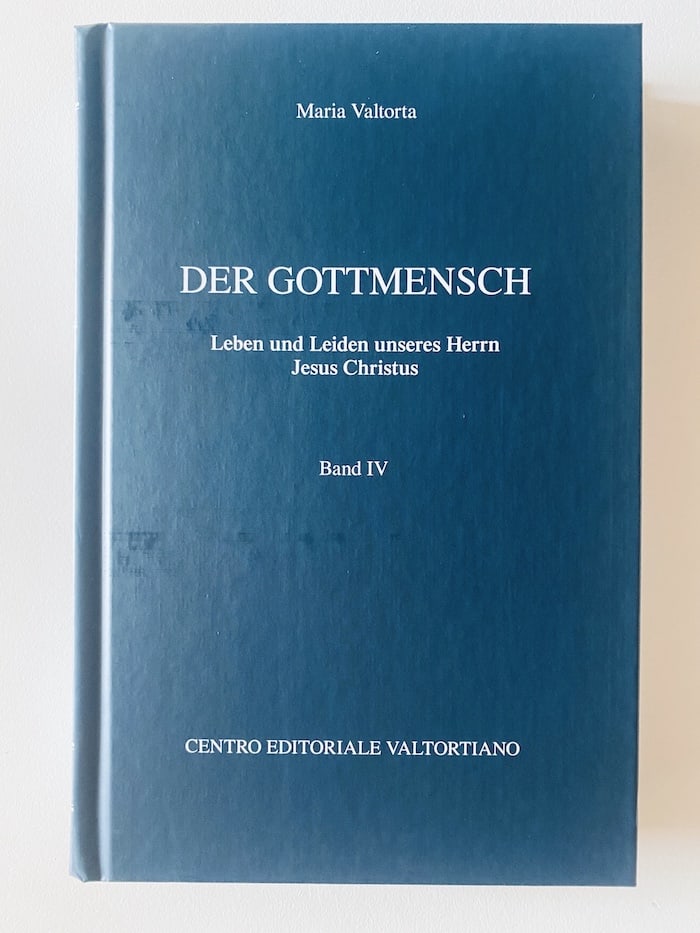 Maria Valtorta
DER GOTTMENSCH
Leben und Leiden unseres Herrn
Jesus Christus
Band IV
CENTRO EDITORIALE VALTORTIANO